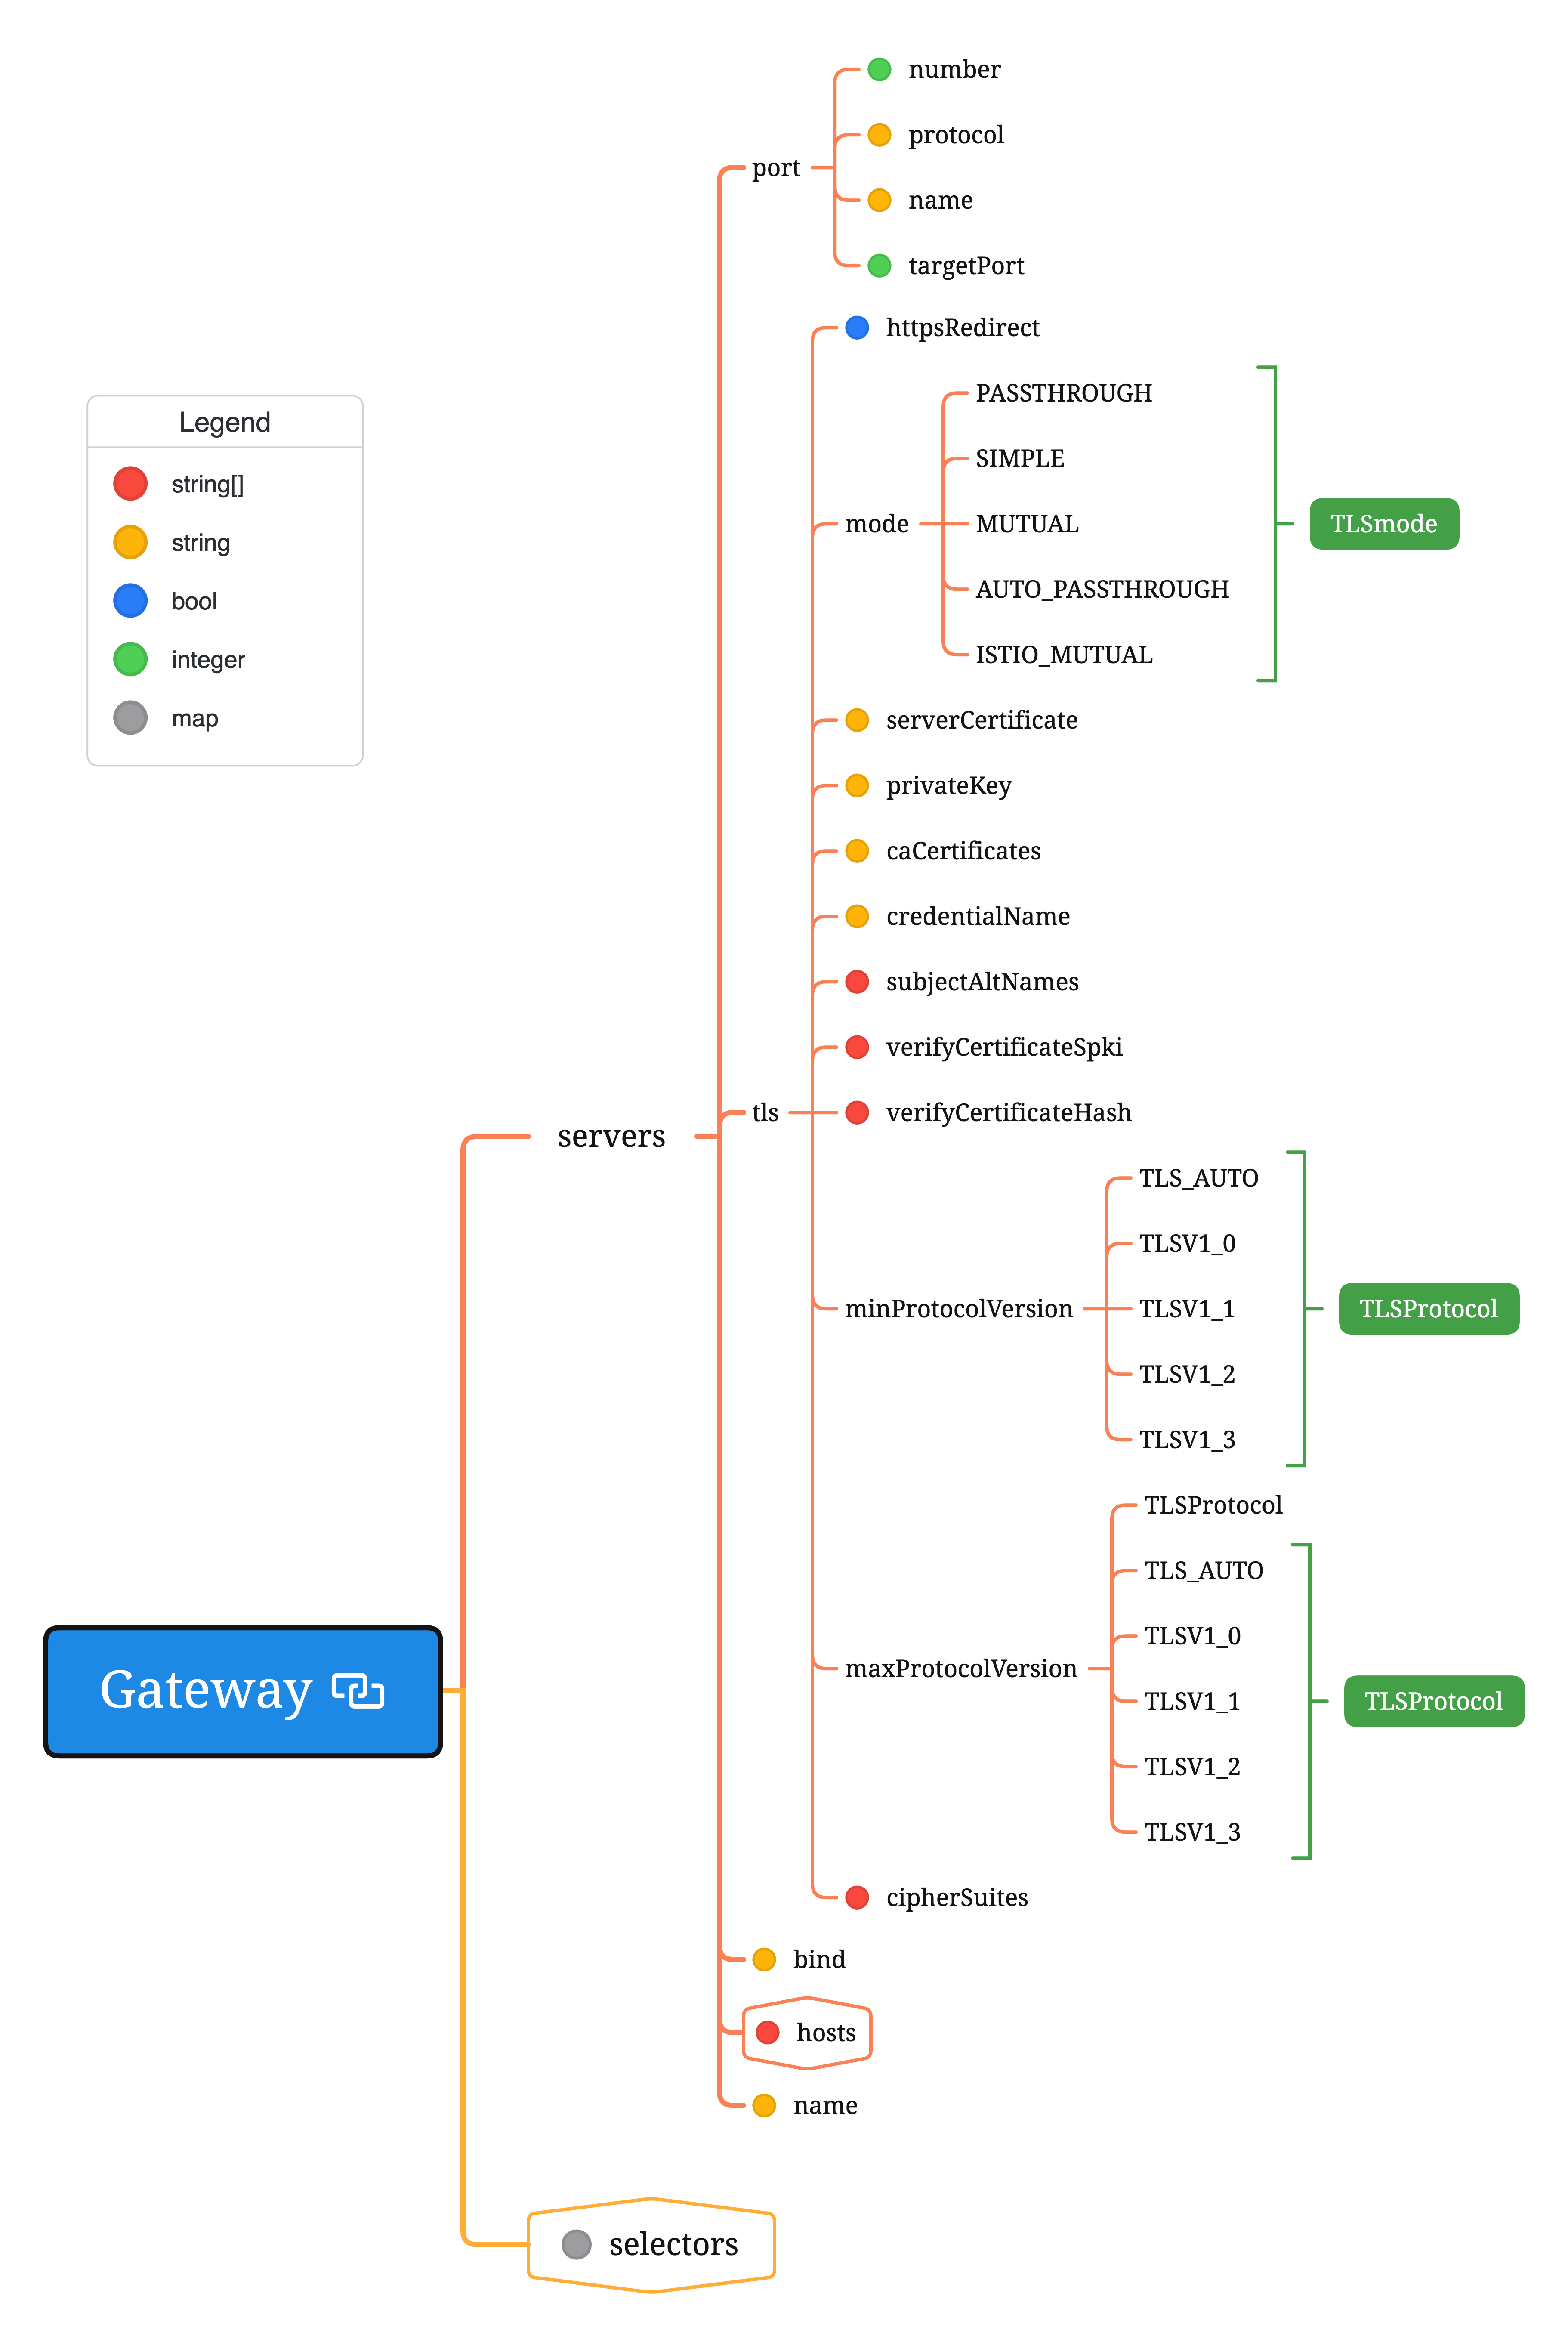 number
protocol
port
name
targetPort
httpsRedirect
Legend
string[]
string
bool
integer
map
PASSTHROUGH
SIMPLE
mode
MUTUAL
TLSmode
AUTO_PASSTHROUGH
ISTIO_MUTUAL
serverCertificate
privateKey
caCertificates
credentialName
subjectAltNames
verifyCertificateSpki
servers
tls
verifyCertificateHash
TLS_AUTO
TLSV1_0
minProtocolVersion
TLSV1_1
TLSProtocol
TLSV1_2
TLSV1_3
TLSProtocol
TLS_AUTO
TLSV1_0
maxProtocolVersion
TLSV1_1
TLSProtocol
TLSV1_2
TLSV1_3
Gateway
cipherSuites
bind
hosts
name
selectors